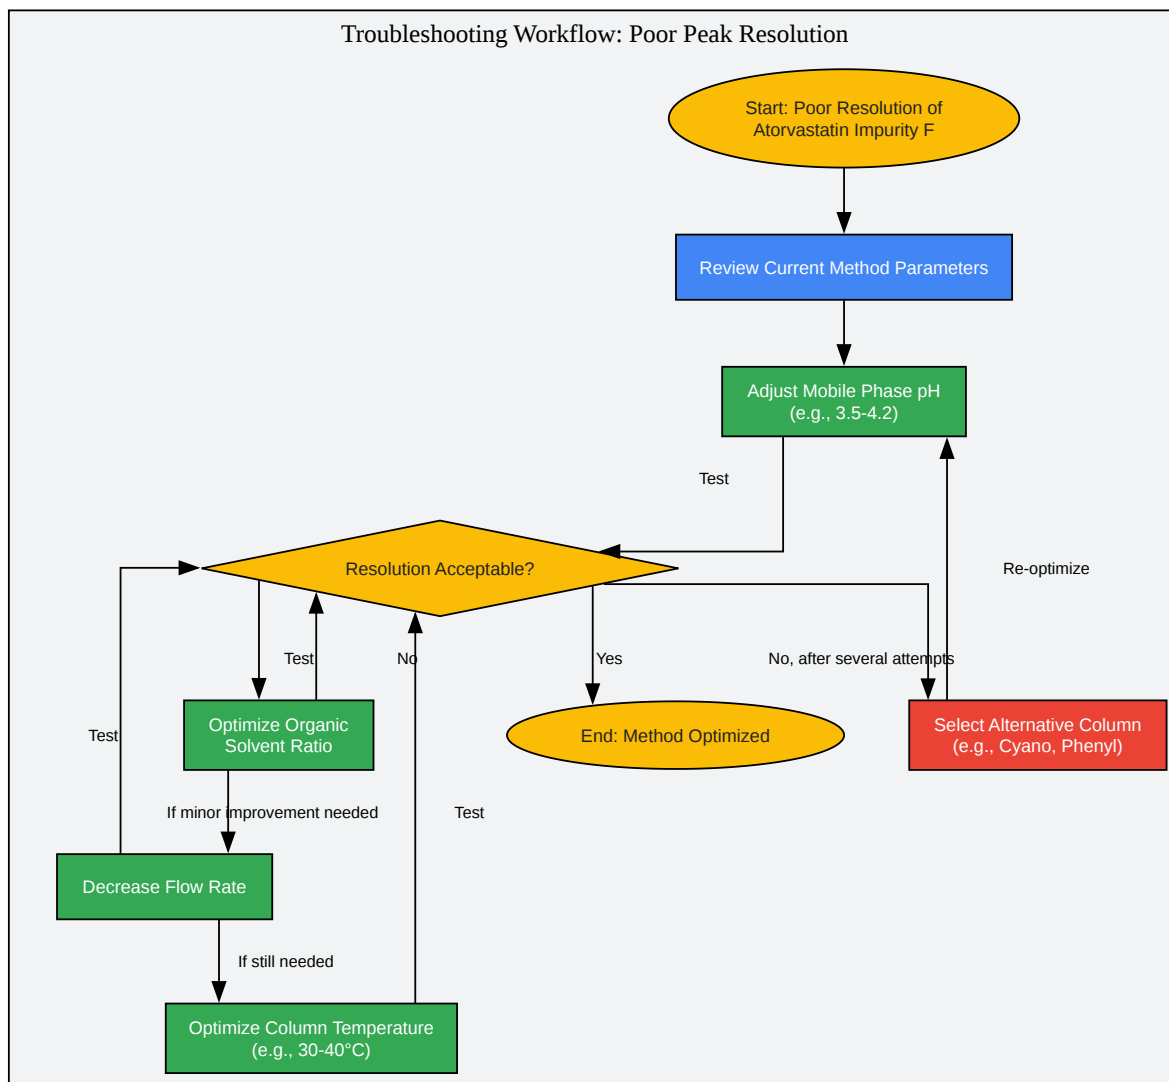 Troubleshooting Workflow: Poor Peak Resolution
Start: Poor Resolution of
Atorvastatin Impurity F
Review Current Method Parameters
Adjust Mobile Phase pH
(e.g., 3.5-4.2)
Test
Resolution Acceptable?
Re-optimize
Test
No
Yes
No, after several attempts
Optimize Organic
Solvent Ratio
Test
End: Method Optimized
Select Alternative Column
(e.g., Cyano, Phenyl)
If minor improvement needed
Test
Decrease Flow Rate
If still needed
Optimize Column Temperature
(e.g., 30-40°C)